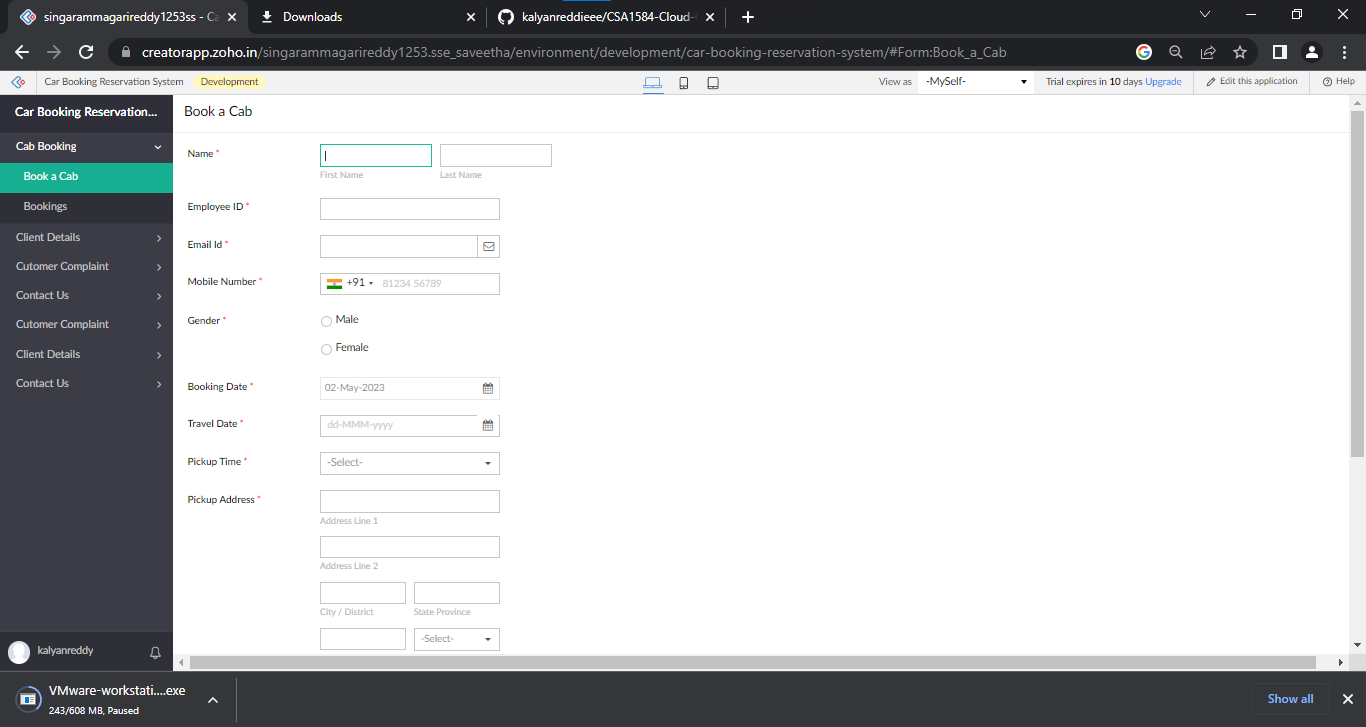 singarammagarireddy1253ss - Ca
Downloads
kalyanreddieee/CSA1584-Cloud-
creatorapp.zoho.in/singarammagarireddy1253.sse_saveetha/environment/development/car-booking-reservation-system/#Form:Book_a_Cab
Car Booking Reservation System
Development
View as
-MySelf-
Trial expires in 10 days Upgrade
Edit this application
Help
Car Booking Reservation...
Cab Booking
Book a Cab
Bookings
Client Details
Cutomer Complaint
Contact Us
Cutomer Complaint
Client Details
Contact Us
kalyanreddy
Book a Cab
Name *
First Name
Last Name
Employee ID *
Email Id *
Mobile Number *
+91
81234 56789
Gender *
Male
Female
Booking Date *
02-May-2023
Travel Date *
dd-MMM-yyyy
Pickup Time *
-Select-
Pickup Address *
Address Line 1
Address Line 2
City / District
State Province
-Select-
VMware-workstati....exe
243/608 MB, Paused
Show all